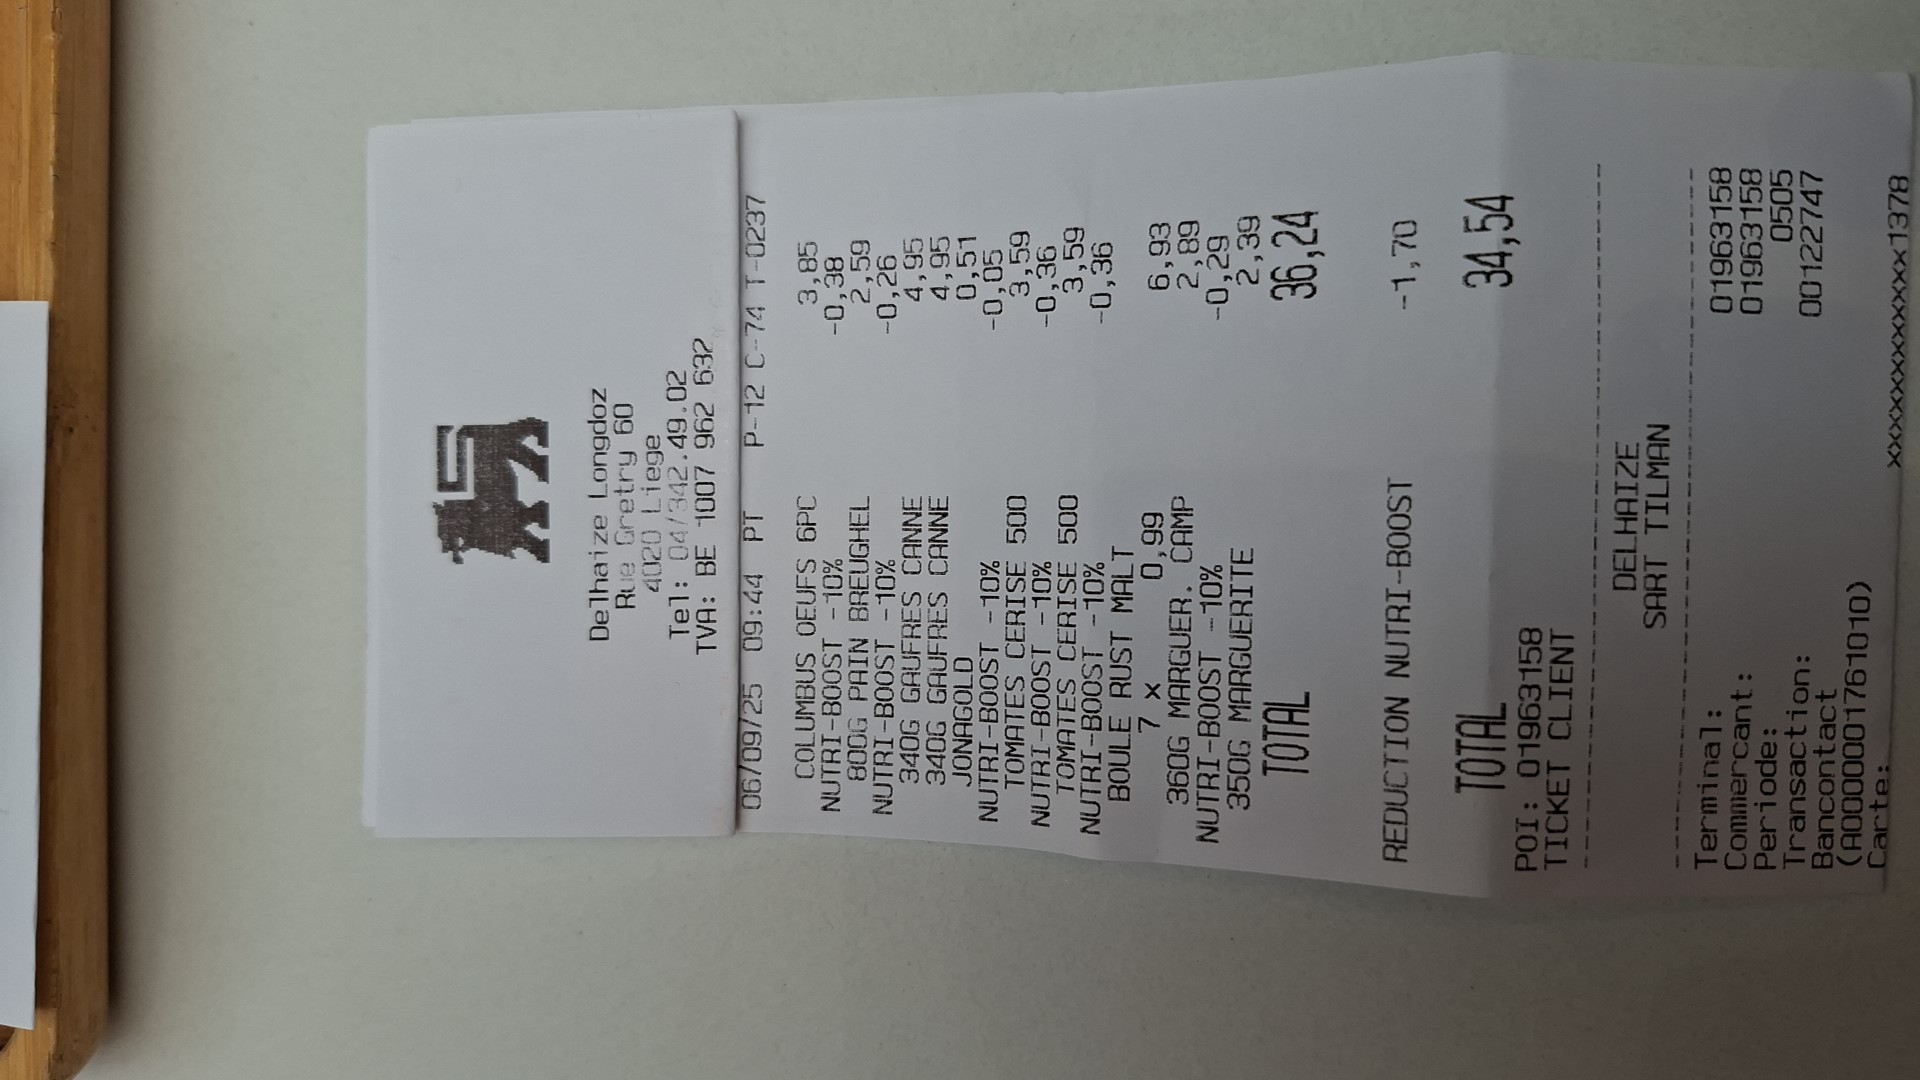 Delhaize Longdoz
Rue Gretry 60
4020 Liege
Tel: 04/342.49.02
TVA: BE 1007 962 632
06/09/25 09:44 PT P-12 C-74 T-0237
COLUMBUS OEUFS 6PC 3,85
NUTRI-BOOST -10% -0,38
800G PAIN BREUGHEL 2,59
NUTRI-BOOST -10% -0,26
340G GAUFRES CANNE 4,95
340G GAUFRES CANNE 4,95
JONAGOLD 0,51
NUTRI-BOOST -10% -0,05
TOMATES CERISE 500 3,59
NUTRI-BOOST -10% -0,36
TOMATES CERISE 500 3,59
NUTRI-BOOST -10% -0,36
BOULE RUST MALT
7 x 0,99 6,93
360G MARGUER. CAMP 2,89
NUTRI-BOOST -10% -0,29
350G MARGUERITE 2,39
TOTAL 36,24
REDUCTION NUTRI-BOOST -1,70
TOTAL 34,54
POI: 01963158
TICKET CLIENT
DELHAIZE
SART TILMAN
Terminal: 01963158
Commercant: 01963158
Periode: 0505
Transaction: 00122747
Bancontact
(A0000001761010)
Carte: xxxxxxxxxxxxx1378